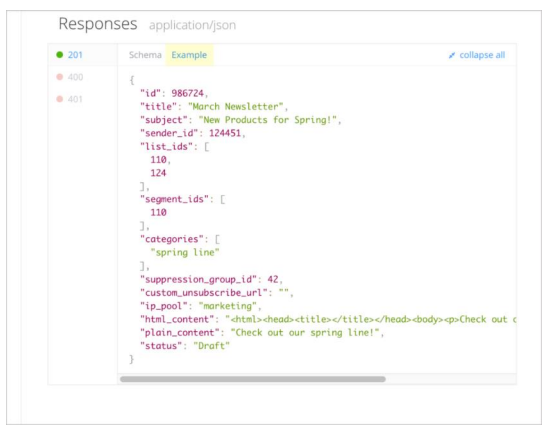 Responses application/json
201 Schema Example collapse all
400
401
{
"id": 986724,
"title": "March Newsletter",
"subject": "New Products for Spring!",
"sender_id": 124451,
"list_ids": [
110,
124
],
"segment_ids": [
110
],
"categories": [
"spring line"
],
"suppression_group_id": 42,
"custom_unsubscribe_url": "",
"ip_pool": "marketing",
"html_content": "<html><head><title></title></head><body><p>Check out
"plain_content": "Check out our spring line!",
"status": "Draft"
}